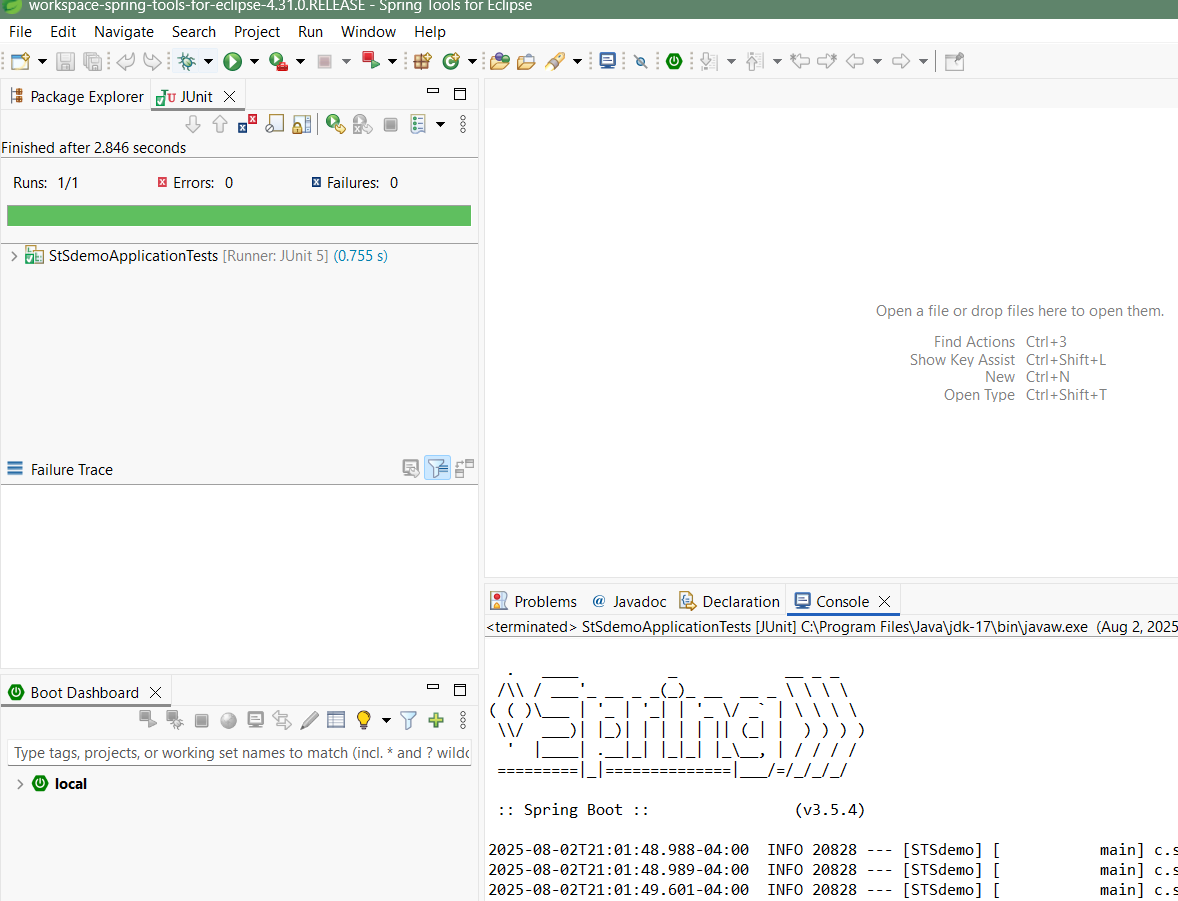 workspace-spring-tools-for-eclipse-4.31.0.RELEASE - Spring Tools for Eclipse
File Edit Navigate Search Project Run Window Help
Package Explorer JUnit
Finished after 2.846 seconds
Runs: 1/1 Errors: 0 Failures: 0
StSdemoApplicationTests [Runner: JUnit 5] (0.755 s)
Failure Trace
Open a file or drop files here to open them.
Find Actions Ctrl+3
Show Key Assist Ctrl+Shift+L
New Ctrl+N
Open Type Ctrl+Shift+T
Problems @ Javadoc Declaration Console
<terminated> StSdemoApplicationTests [JUnit] C:\Program Files\Java\jdk-17\bin\javaw.exe (Aug 2, 2025
Spring
:: Spring Boot :: (v3.5.4)
2025-08-02T21:01:48.988-04:00 INFO 20828 --- [STSdemo] [ main] c.s
2025-08-02T21:01:48.989-04:00 INFO 20828 --- [STSdemo] [ main] c.s
2025-08-02T21:01:49.601-04:00 INFO 20828 --- [STSdemo] [ main] c.s
Boot Dashboard
Type tags, projects, or working set names to match (incl. * and ? wildc
local